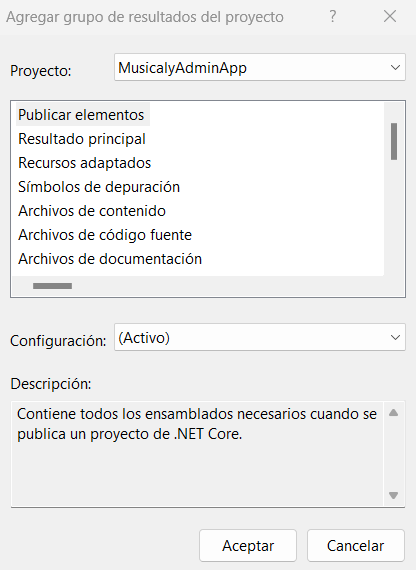 Agregar grupo de resultados del proyecto
Proyecto: MusicalyAdminApp
Publicar elementos
Resultado principal
Recursos adaptados
Símbolos de depuración
Archivos de contenido
Archivos de código fuente
Archivos de documentación
Configuración: (Activo)
Descripción:
Contiene todos los ensamblados necesarios cuando se
publica un proyecto de .NET Core.
Aceptar Cancelar